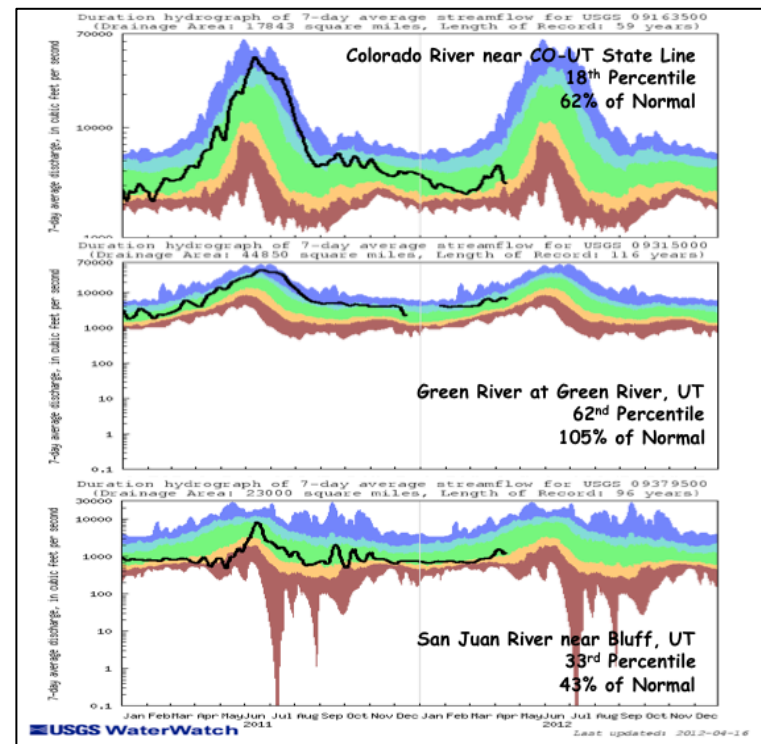 Duration hydrograph of 7-day average streamflow for USGS 09163500
(Drainage Area: 17843 square miles, Length of Record: 59 years)
70000
Colorado River near CO-UT State Line
18th Percentile
62% of Normal
10000
1000
7-day average discharge, in cubic feet per second
Duration hydrograph of 7-day average streamflow for USGS 09315000
(Drainage Area: 44850 square miles, Length of Record: 116 years)
70000
10000
1000
100
10
1
0.1
7-day average discharge, in cubic feet per second
Green River at Green River, UT
62nd Percentile
105% of Normal
Duration hydrograph of 7-day average streamflow for USGS 09379500
(Drainage Area: 23000 square miles, Length of Record: 96 years)
30000
10000
1000
100
10
1
0.1
7-day average discharge, in cubic feet per second
San Juan River near Bluff, UT
33rd Percentile
43% of Normal
Jan Feb Mar Apr May Jun Jul Aug Sep Oct Nov Dec Jan Feb Mar Apr May Jun Jul Aug Sep Oct Nov Dec
2011 2012
USGS WaterWatch
Last updated: 2012-04-16